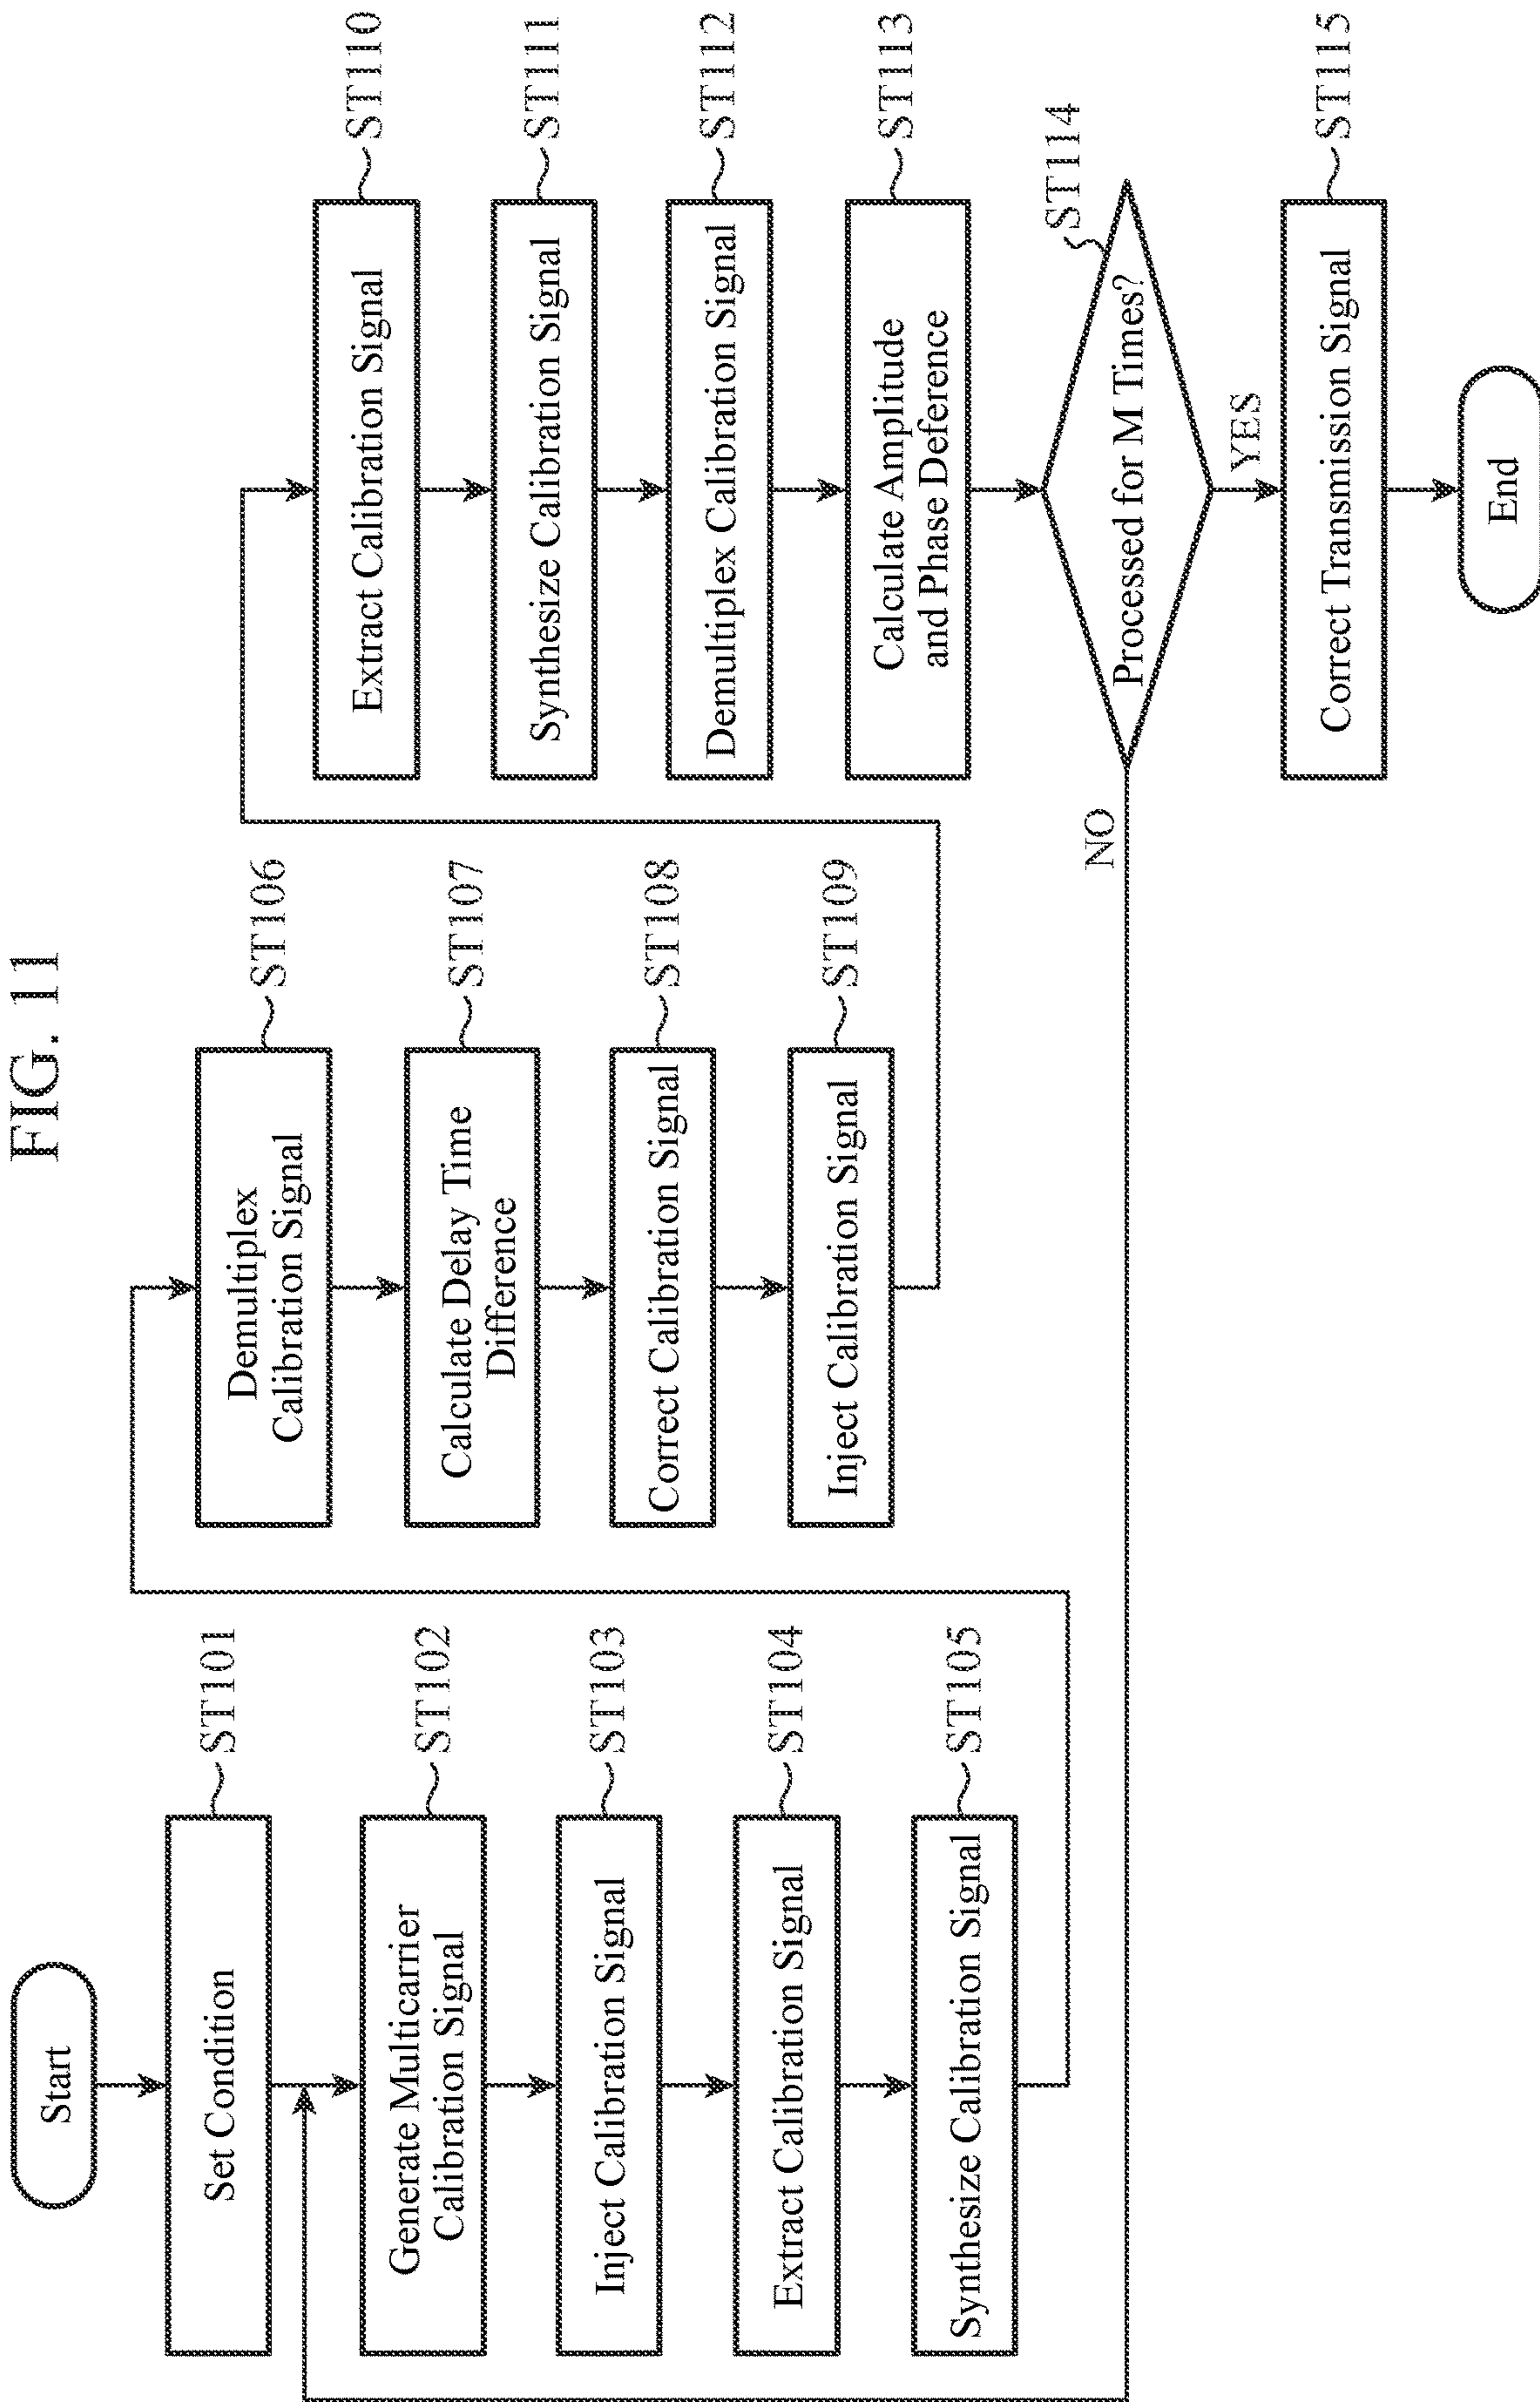 FIG. 11
Start
Set Condition
ST101
Generate Multicarrier
Calibration Signal
ST102
Inject Calibration Signal
ST103
Extract Calibration Signal
ST104
Synthesize Calibration Signal
ST105
Demultiplex
Calibration Signal
ST106
Calculate Delay Time
Difference
ST107
Correct Calibration Signal
ST108
Inject Calibration Signal
ST109
Extract Calibration Signal
ST110
Synthesize Calibration Signal
ST111
Demultiplex Calibration Signal
ST112
Calculate Amplitude
and Phase Deference
ST113
Processed for M Times?
ST114
NO
YES
Correct Transmission Signal
ST115
End